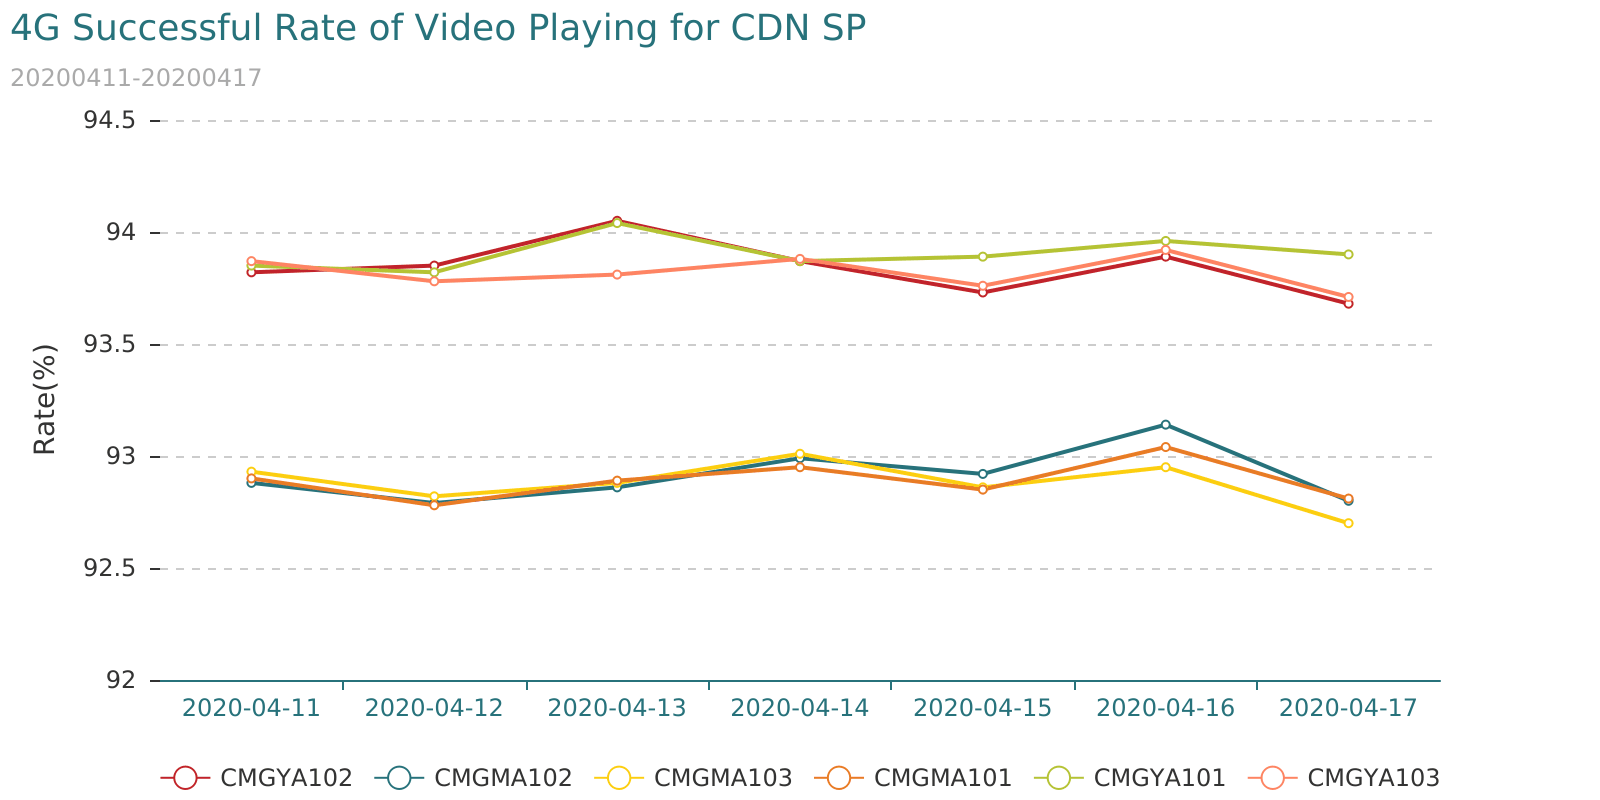 4G Successful Rate of Video Playing for CDN SP
20200411-20200417
94.5
94
93.5
93
92.5
92
Rate(%)
2020-04-11 2020-04-12 2020-04-13 2020-04-14 2020-04-15 2020-04-16 2020-04-17
CMGYA102 CMGMA102 CMGMA103 CMGMA101 CMGYA101 CMGYA103